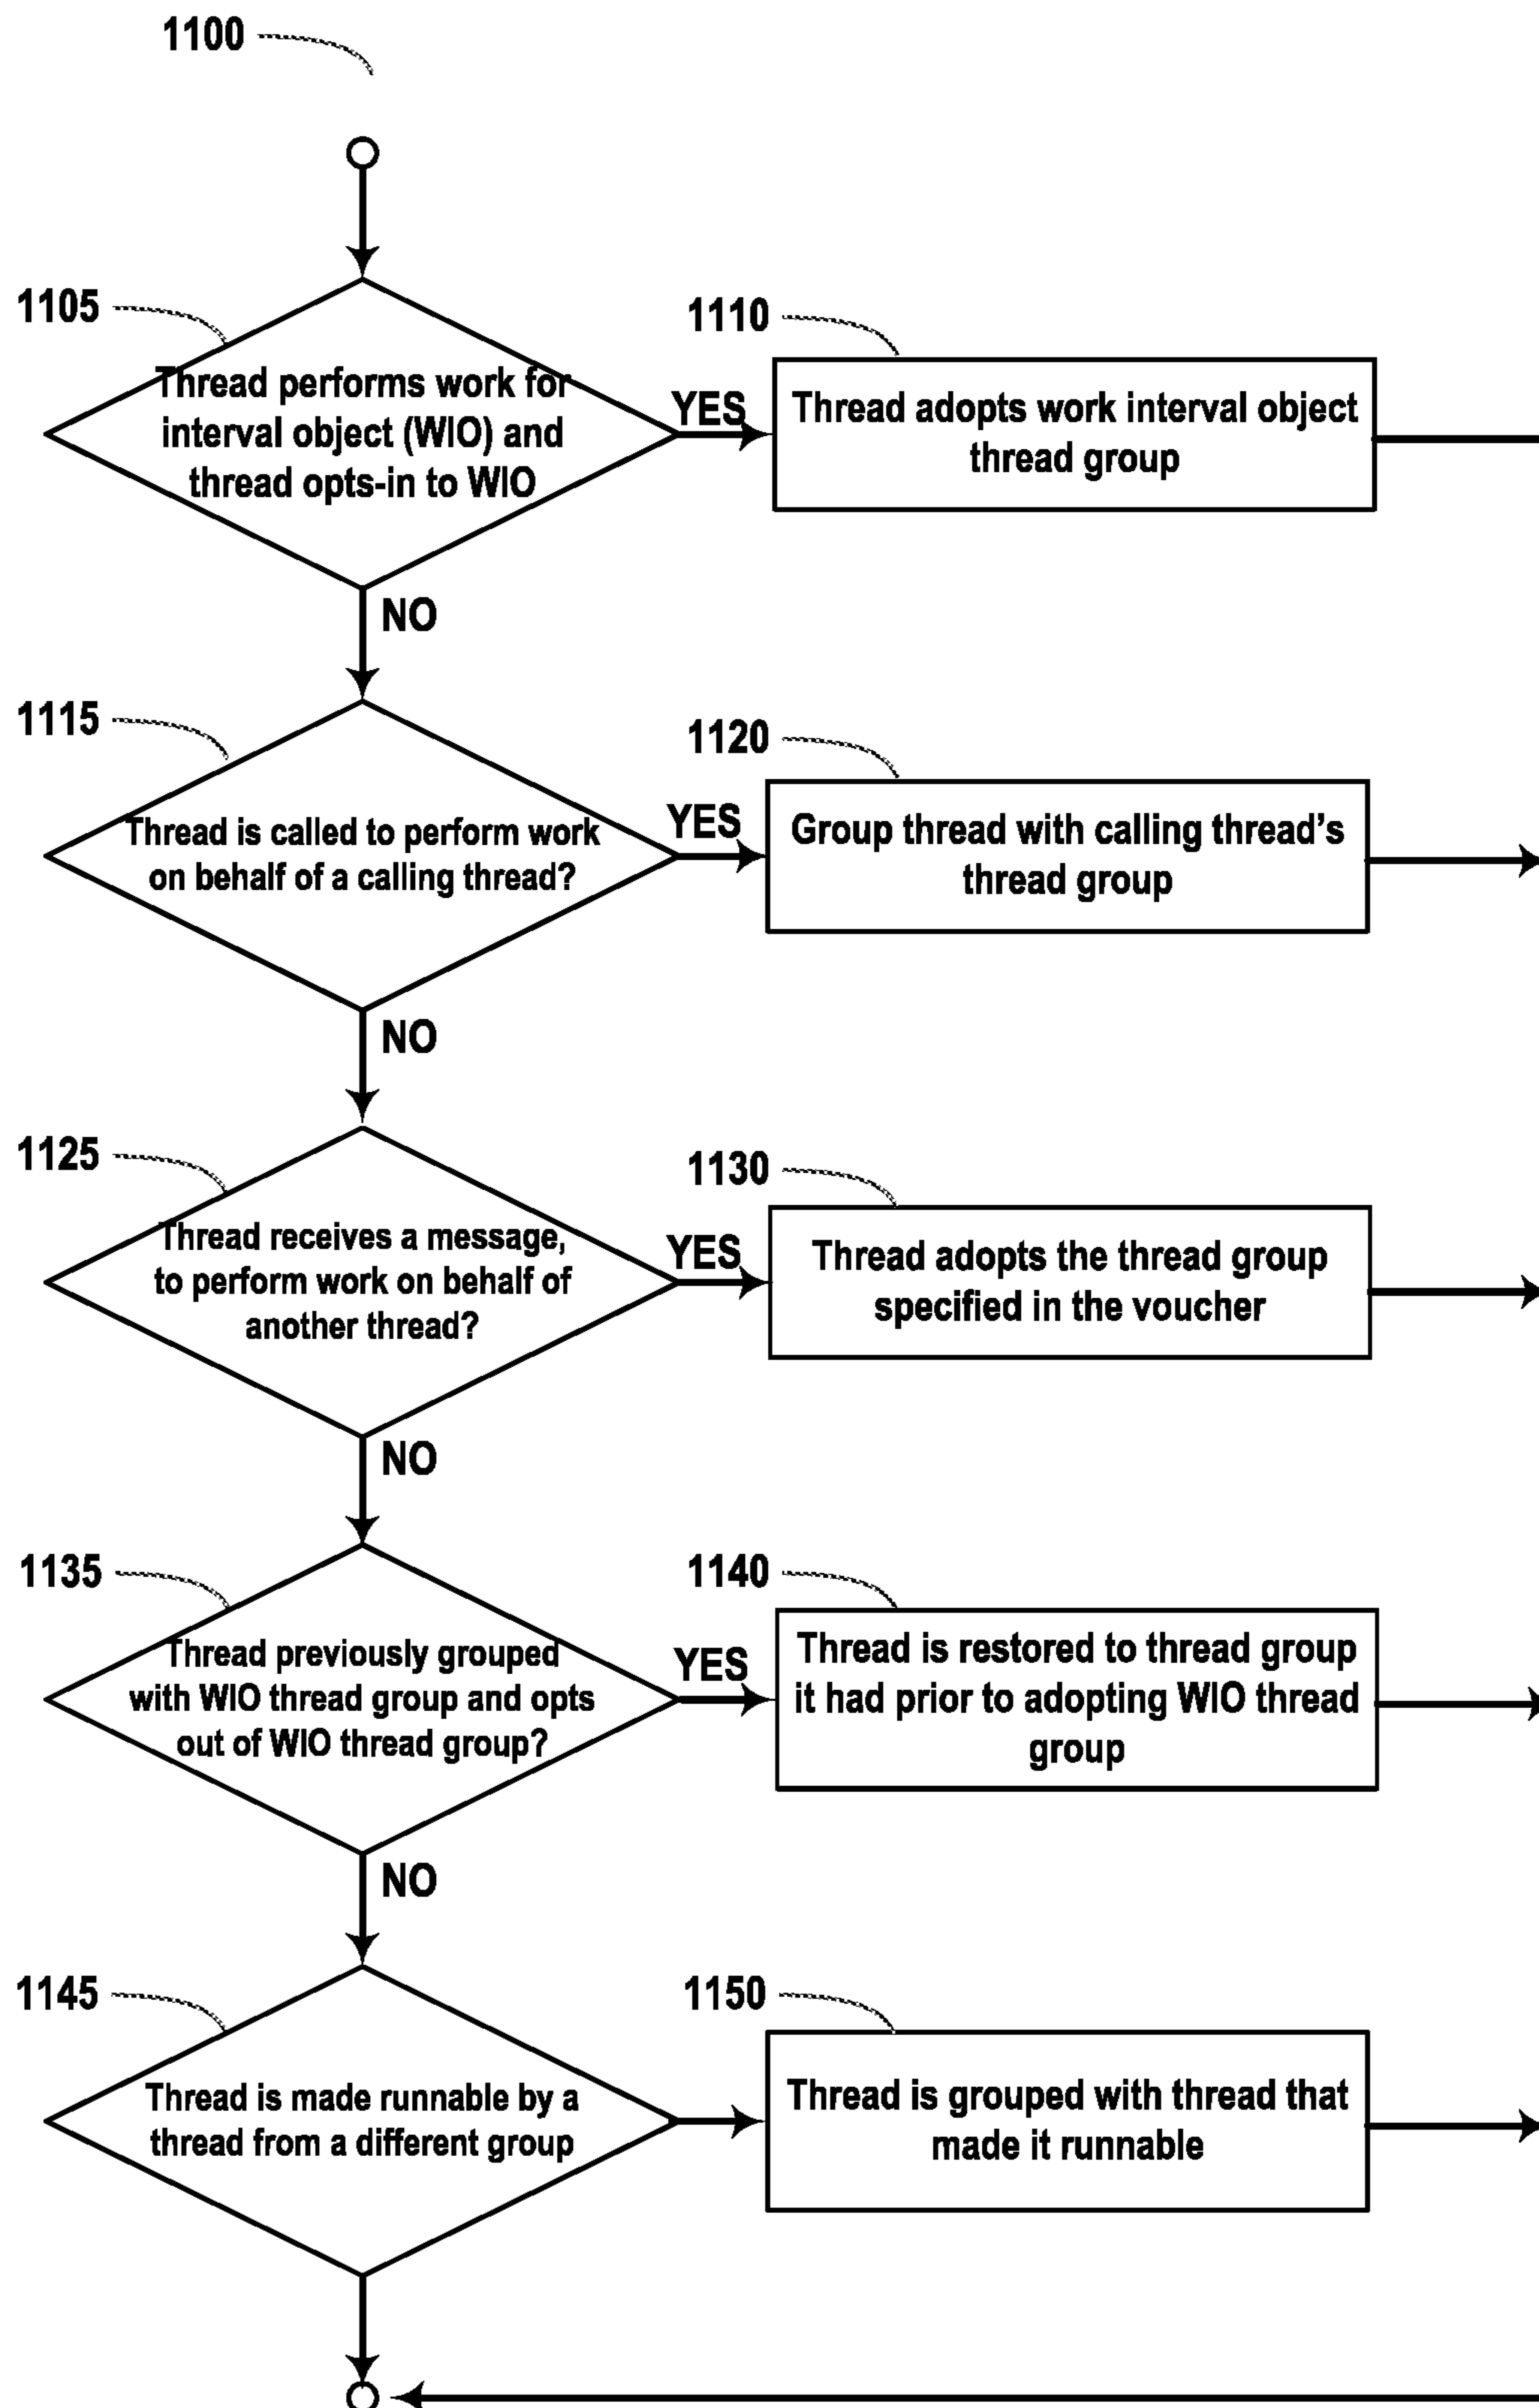 1100
1105
Thread performs work for
interval object (WIO) and
thread opts-in to WIO
YES
1110
Thread adopts work interval object
thread group
NO
1115
Thread is called to perform work
on behalf of a calling thread?
YES
1120
Group thread with calling thread's
thread group
NO
1125
Thread receives a message,
to perform work on behalf of
another thread?
YES
1130
Thread adopts the thread group
specified in the voucher
NO
1135
Thread previously grouped
with WIO thread group and opts
out of WIO thread group?
YES
1140
Thread is restored to thread group
it had prior to adopting WIO thread
group
NO
1145
Thread is made runnable by a
thread from a different group
1150
Thread is grouped with thread that
made it runnable